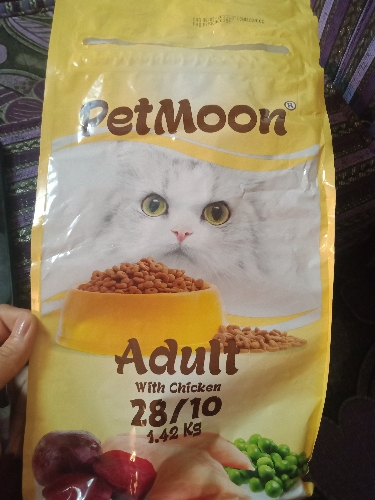 PetMoon®
Adult
With Chicken
28/10
1.42 Kg